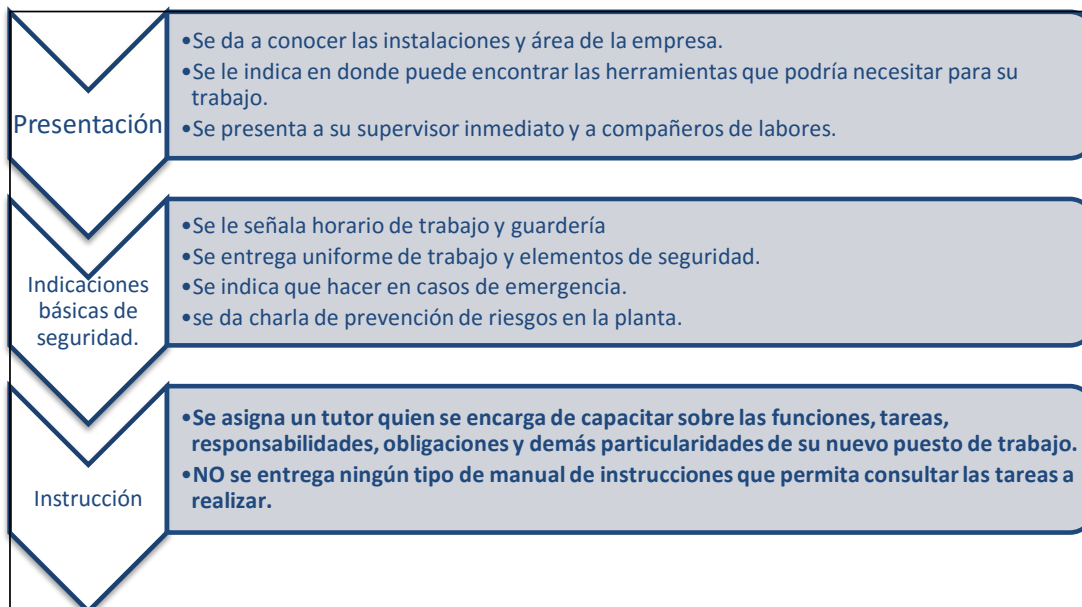 Presentación
•Se da a conocer las instalaciones y área de la empresa.
•Se le indica en donde puede encontrar las herramientas que podría necesitar para su
trabajo.
•Se presenta a su supervisor inmediato y a compañeros de labores.
Indicaciones
básicas de
seguridad.
•Se le señala horario de trabajo y guardería
•Se entrega uniforme de trabajo y elementos de seguridad.
•Se indica que hacer en casos de emergencia.
•se da charla de prevención de riesgos en la planta.
Instrucción
•Se asigna un tutor quien se encarga de capacitar sobre las funciones, tareas,
responsabilidades, obligaciones y demás particularidades de su nuevo puesto de trabajo.
•NO se entrega ningún tipo de manual de instrucciones que permita consultar las tareas a
realizar.